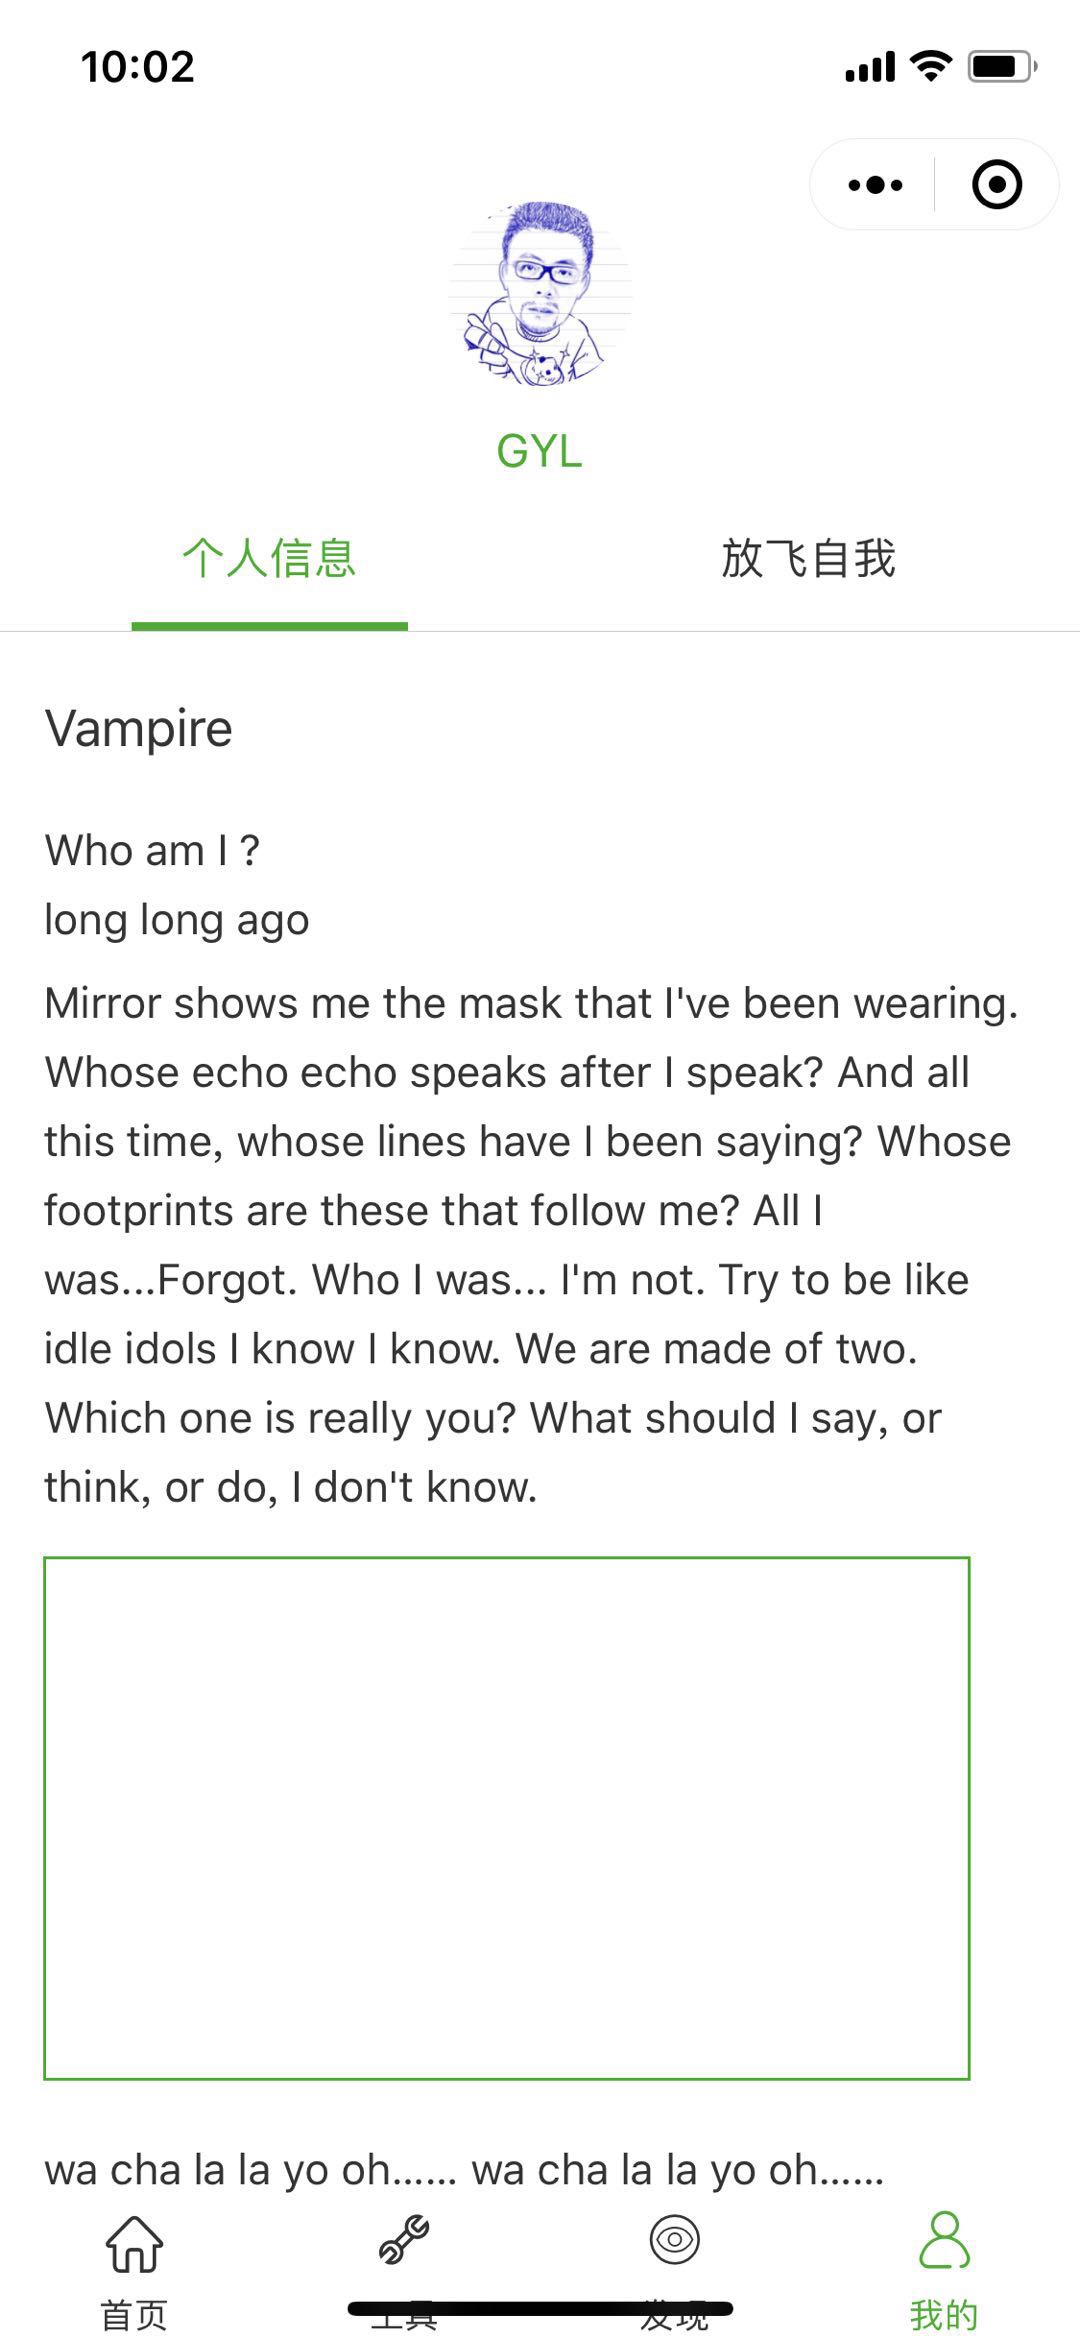 10:02
GYL
个人信息
放飞自我
Vampire
Who am I ?
long long ago
Mirror shows me the mask that I've been wearing.
Whose echo echo speaks after I speak? And all
this time, whose lines have I been saying? Whose
footprints are these that follow me? All I
was...Forgot. Who I was... I'm not. Try to be like
idle idols I know I know. We are made of two.
Which one is really you? What should I say, or
think, or do, I don't know.
wa cha la la yo oh...... wa cha la la yo oh......
首页
工具
发现
我的